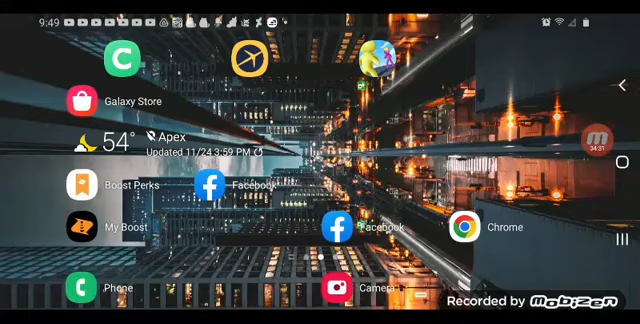 9:49
C
Galaxy Store
54°
Apex
Updated 11/24 3:59 PM
34:31
Boost Perks
Facebook
My Boost
Facebook
Chrome
Phone
Camera
Recorded by Mobizen